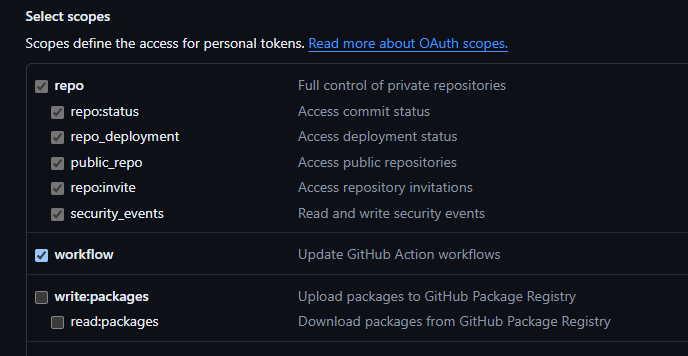 Select scopes
Scopes define the access for personal tokens. Read more about OAuth scopes.
repo Full control of private repositories
repo:status Access commit status
repo_deployment Access deployment status
public_repo Access public repositories
repo:invite Access repository invitations
security_events Read and write security events
workflow Update GitHub Action workflows
write:packages Upload packages to GitHub Package Registry
read:packages Download packages from GitHub Package Registry